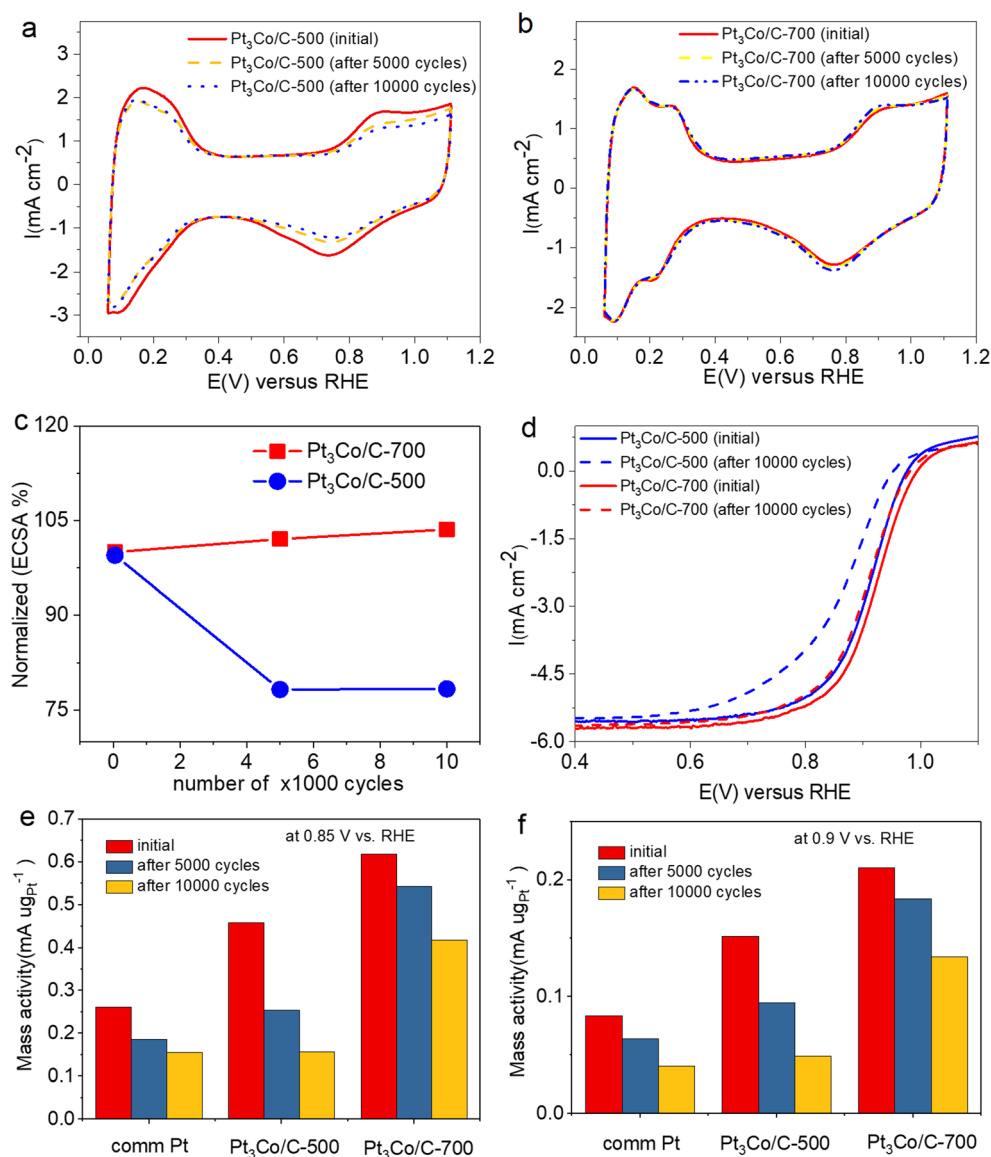 a
Pt₃Co/C-500 (initial)
Pt₃Co/C-500 (after 5000 cycles)
Pt₃Co/C-500 (after 10000 cycles)
3
2
1
0
-1
-2
-3
I(mA cm⁻²)
0.0 0.2 0.4 0.6 0.8 1.0 1.2
E(V) versus RHE
b
Pt₃Co/C-700 (initial)
Pt₃Co/C-700 (after 5000 cycles)
Pt₃Co/C-700 (after 10000 cycles)
2
1
0
-1
-2
I(mA cm⁻²)
0.0 0.2 0.4 0.6 0.8 1.0 1.2
E(V) versus RHE
c
Pt₃Co/C-700
Pt₃Co/C-500
120
105
90
75
Normalized (ECSA %)
0 2 4 6 8 10
number of x1000 cycles
d
Pt₃Co/C-500 (initial)
Pt₃Co/C-500 (after 10000 cycles)
Pt₃Co/C-700 (initial)
Pt₃Co/C-700 (after 10000 cycles)
0.0
-1.5
-3.0
-4.5
-6.0
I(mA cm⁻²)
0.4 0.6 0.8 1.0
E(V) versus RHE
e
at 0.85 V vs. RHE
initial
after 5000 cycles
after 10000 cycles
0.7
0.6
0.5
0.4
0.3
0.2
0.1
0.0
Mass activity(mA ug_Pt⁻¹)
comm Pt Pt₃Co/C-500 Pt₃Co/C-700
f
at 0.9 V vs. RHE
initial
after 5000 cycles
after 10000 cycles
0.2
0.1
0.0
Mass activity(mA ug_Pt⁻¹)
comm Pt Pt₃Co/C-500 Pt₃Co/C-700